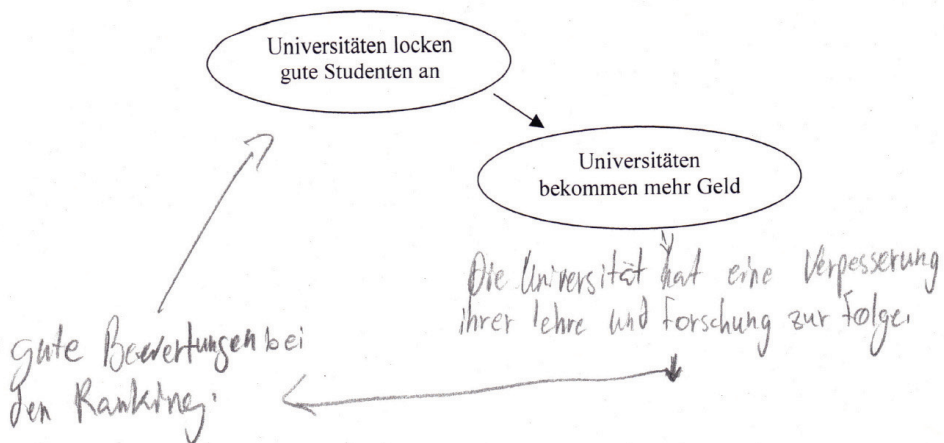 Universitäten locken
gute Studenten an
Universitäten
bekommen mehr Geld
Die Universität hat eine Verpesserung
ihrer lehre und Forschung zur Folge.
gute Bewertungen bei
den Ranking.